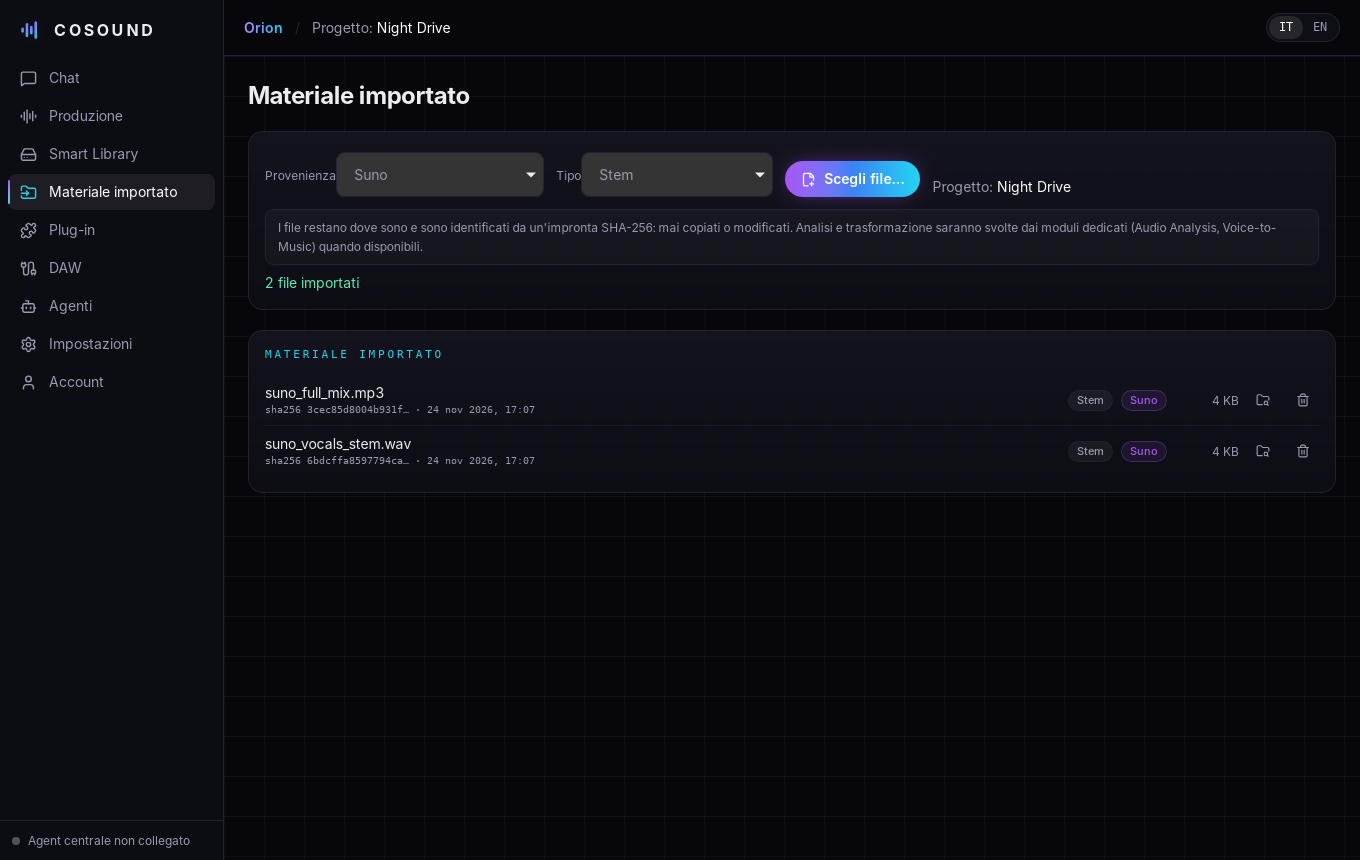 COSOUND
Orion / Progetto: Night Drive
IT EN
Chat
Produzione
Smart Library
Materiale importato
Plug-in
DAW
Agenti
Impostazioni
Account
Agent centrale non collegato
Materiale importato
Provenienza Suno Tipo Stem Scegli file... Progetto: Night Drive
I file restano dove sono e sono identificati da un'impronta SHA-256: mai copiati o modificati. Analisi e trasformazione saranno svolte dai moduli dedicati (Audio Analysis, Voice-to-
Music) quando disponibili.
2 file importati
MATERIALE IMPORTATO
suno_full_mix.mp3
sha256 3cec85d8004b931f… · 24 nov 2026, 17:07
Stem Suno 4 KB
suno_vocals_stem.wav
sha256 6bdcffa8597794ca… · 24 nov 2026, 17:07
Stem Suno 4 KB